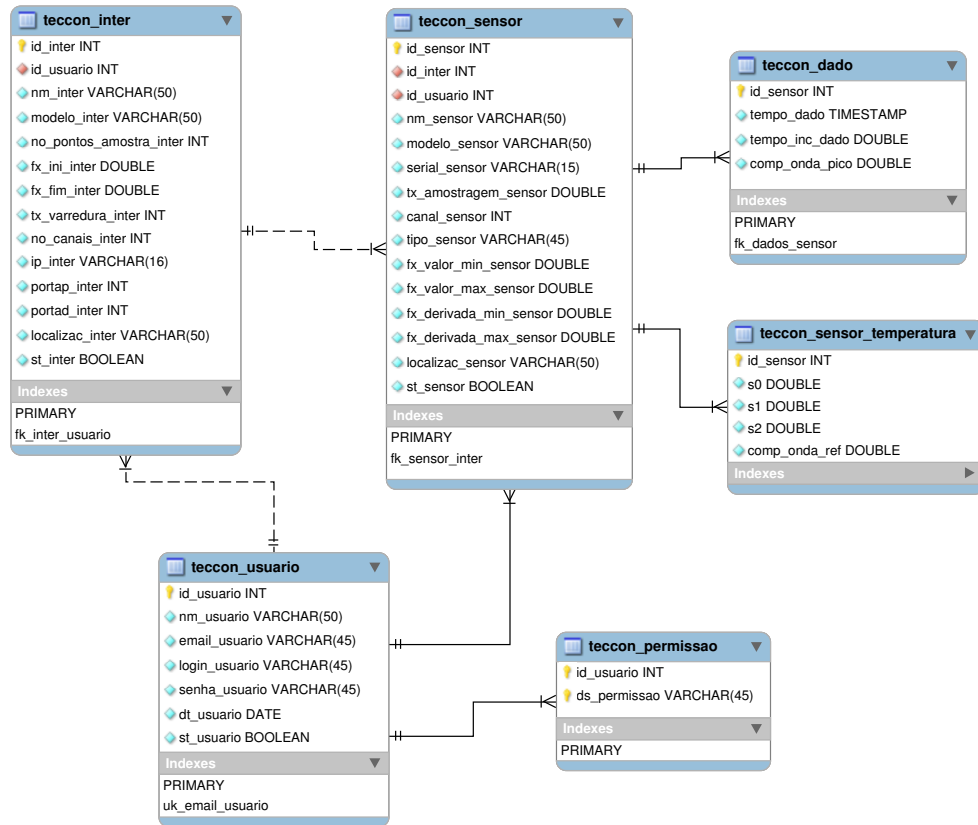 teccon_inter
id_inter INT
id_usuario INT
nm_inter VARCHAR(50)
modelo_inter VARCHAR(50)
no_pontos_amostra_inter INT
fx_ini_inter DOUBLE
fx_fim_inter DOUBLE
tx_varredura_inter INT
no_canais_inter INT
ip_inter VARCHAR(16)
portap_inter INT
portad_inter INT
localizac_inter VARCHAR(50)
st_inter BOOLEAN
Indexes
PRIMARY
fk_inter_usuario
teccon_sensor
id_sensor INT
id_inter INT
id_usuario INT
nm_sensor VARCHAR(50)
modelo_sensor VARCHAR(50)
serial_sensor VARCHAR(15)
tx_amostragem_sensor DOUBLE
canal_sensor INT
tipo_sensor VARCHAR(45)
fx_valor_min_sensor DOUBLE
fx_valor_max_sensor DOUBLE
fx_derivada_min_sensor DOUBLE
fx_derivada_max_sensor DOUBLE
localizac_sensor VARCHAR(50)
st_sensor BOOLEAN
Indexes
PRIMARY
fk_sensor_inter
teccon_dado
id_sensor INT
tempo_dado TIMESTAMP
tempo_inc_dado DOUBLE
comp_onda_pico DOUBLE
Indexes
PRIMARY
fk_dados_sensor
teccon_sensor_temperatura
id_sensor INT
s0 DOUBLE
s1 DOUBLE
s2 DOUBLE
comp_onda_ref DOUBLE
Indexes
teccon_usuario
id_usuario INT
nm_usuario VARCHAR(50)
email_usuario VARCHAR(45)
login_usuario VARCHAR(45)
senha_usuario VARCHAR(45)
dt_usuario DATE
st_usuario BOOLEAN
Indexes
PRIMARY
uk_email_usuario
teccon_permissao
id_usuario INT
ds_permissao VARCHAR(45)
Indexes
PRIMARY